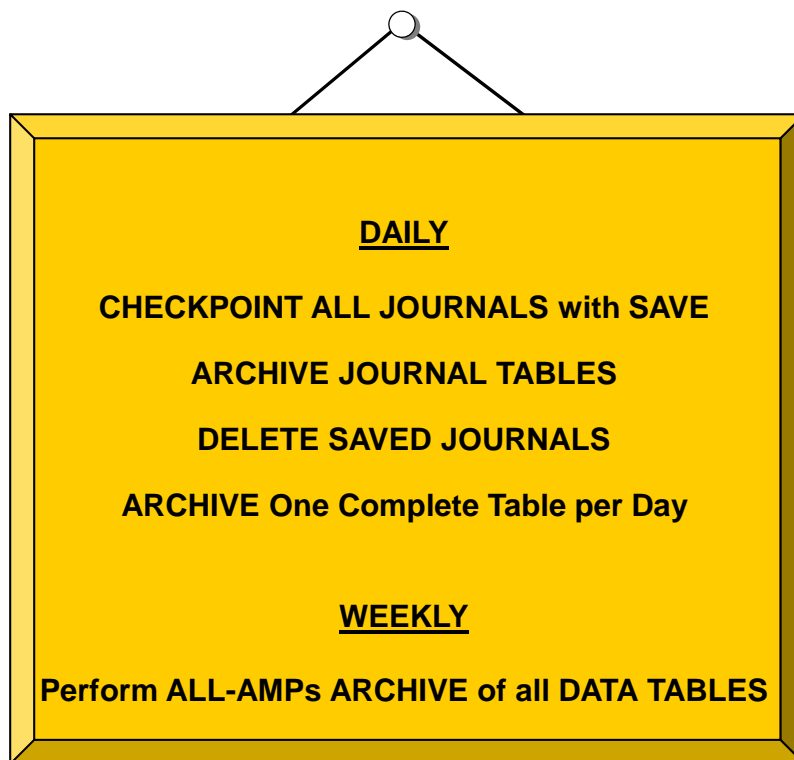 DAILY
CHECKPOINT ALL JOURNALS with SAVE
ARCHIVE JOURNAL TABLES
DELETE SAVED JOURNALS
ARCHIVE One Complete Table per Day
WEEKLY
Perform ALL-AMPs ARCHIVE of all DATA TABLES